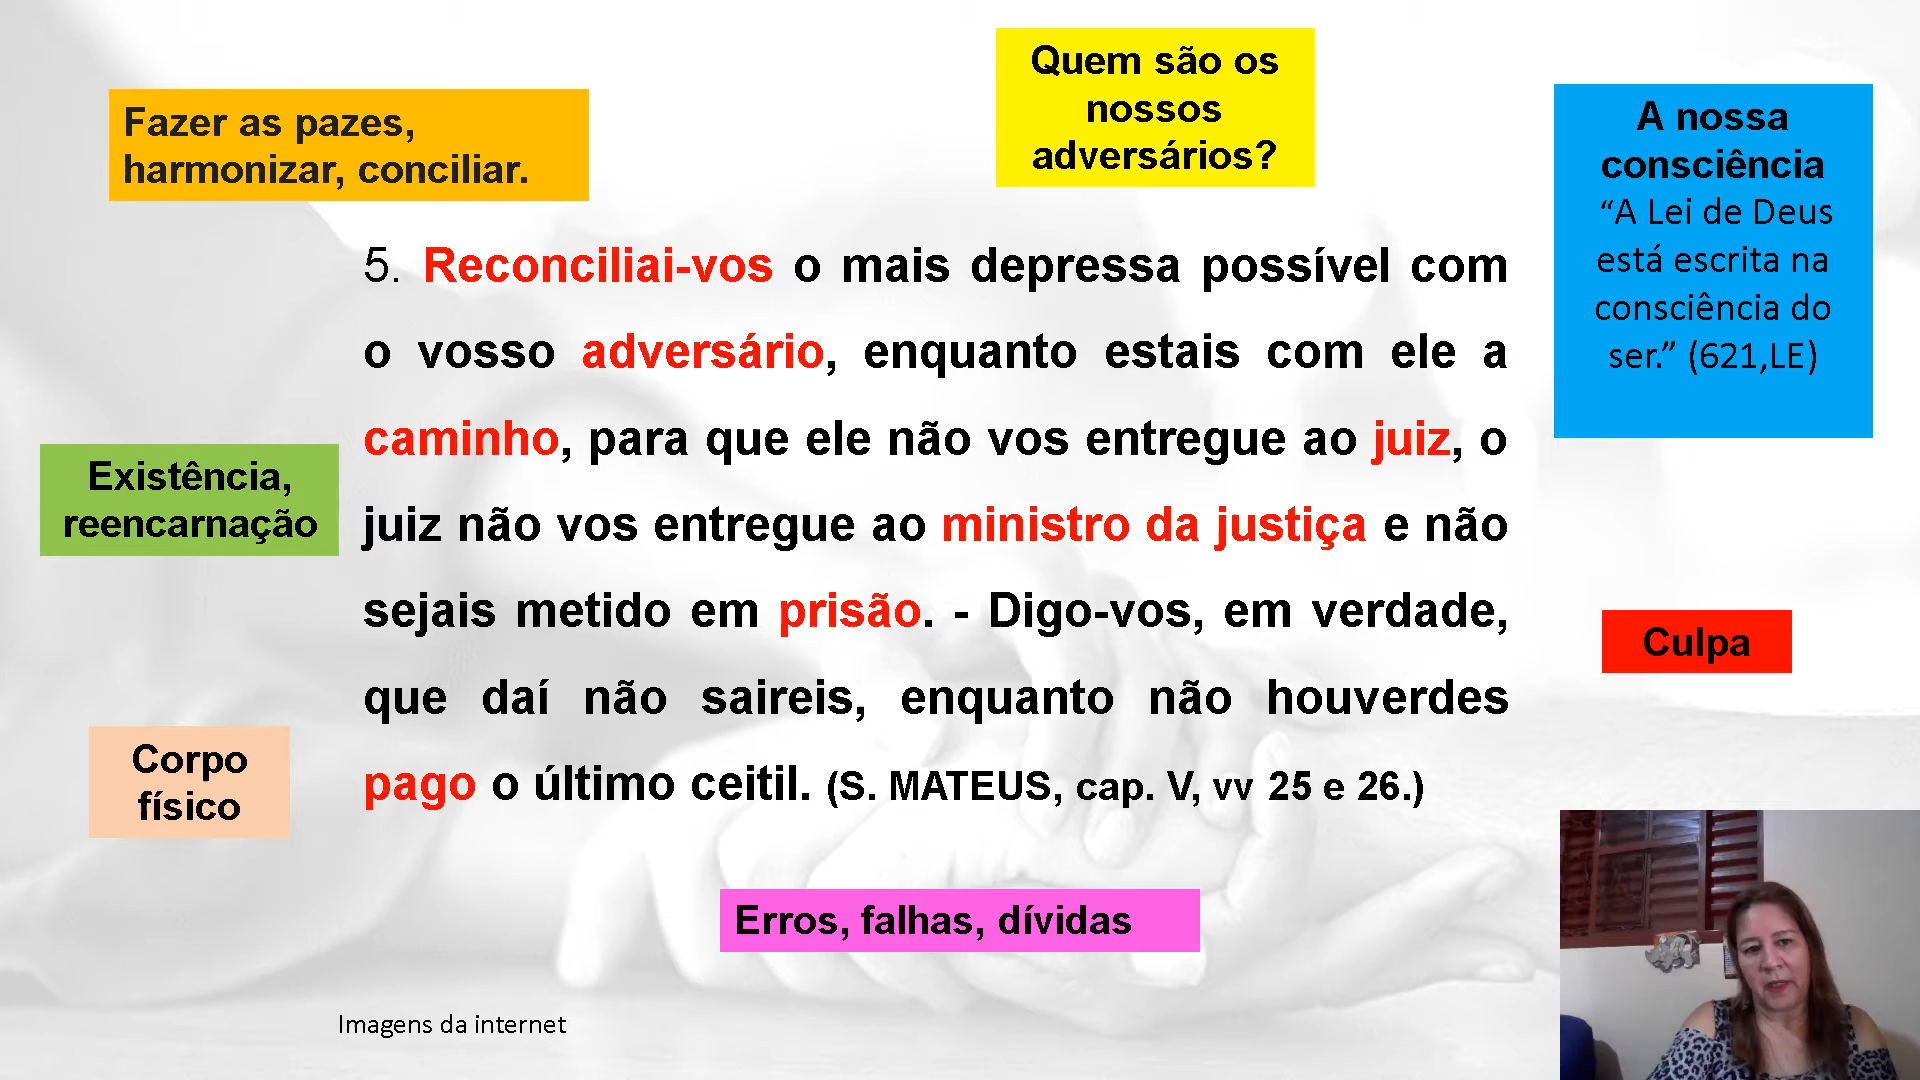 Quem são os
nossos
adversários?
Fazer as pazes,
harmonizar, conciliar.
A nossa
consciência
“A Lei de Deus
está escrita na
consciência do
ser.” (621,LE)
5. Reconciliai-vos o mais depressa possível com
o vosso adversário, enquanto estais com ele a
caminho, para que ele não vos entregue ao juiz, o
juiz não vos entregue ao ministro da justiça e não
sejais metido em prisão. - Digo-vos, em verdade,
que daí não saireis, enquanto não houverdes
pago o último ceitil. (S. MATEUS, cap. V, vv 25 e 26.)
Existência,
reencarnação
Culpa
Corpo
físico
Erros, falhas, dívidas
Imagens da internet